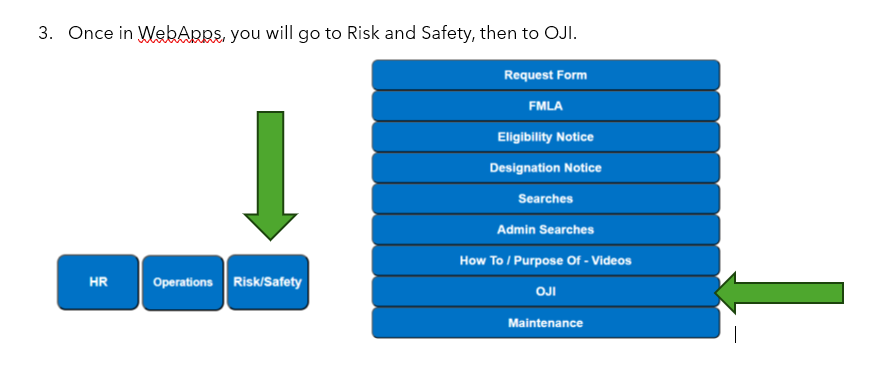 3. Once in WebApps, you will go to Risk and Safety, then to OJI.
Request Form
FMLA
Eligibility Notice
Designation Notice
Searches
Admin Searches
How To / Purpose Of - Videos
OJI
Maintenance
HR
Operations
Risk/Safety